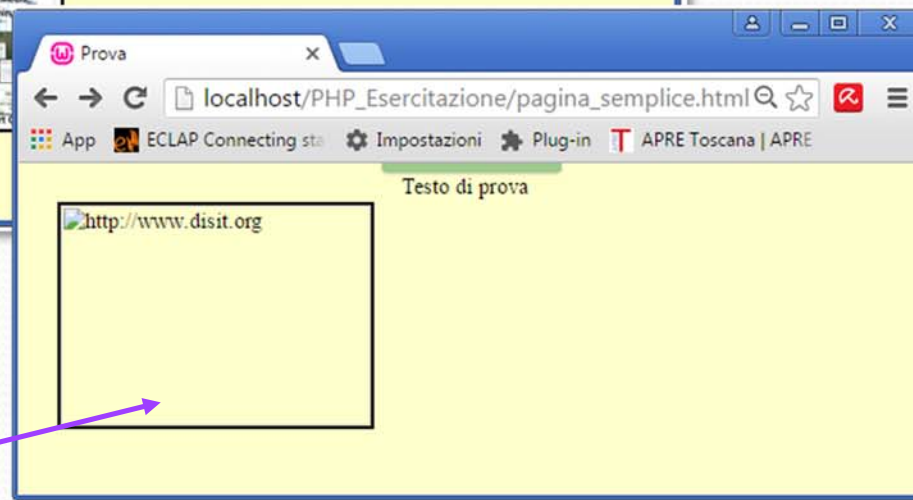 Prova
localhost/PHP_Esercitazione/pagina_semplice.html
App ECLAP Connecting sta Impostazioni Plug-in APRE Toscana | APRE
Testo di prova
http://www.disit.org